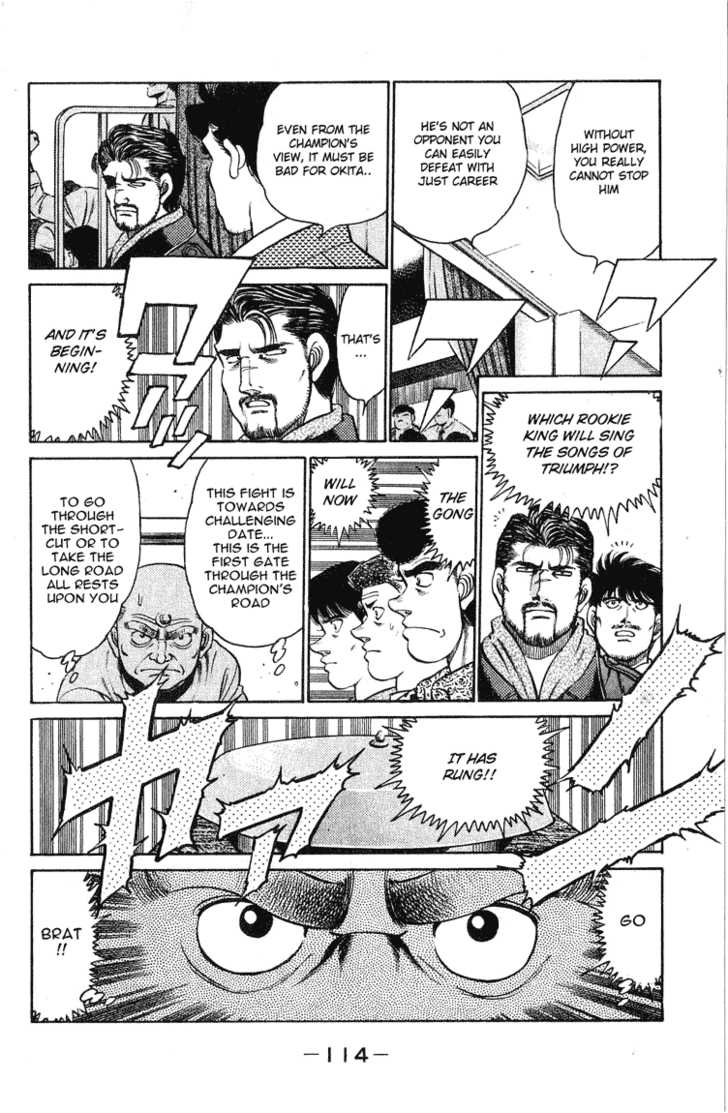 WITHOUT
HIGH POWER,
YOU REALLY
CANNOT STOP
HIM
HE'S NOT AN
OPPONENT YOU
CAN EASILY
DEFEAT WITH
JUST CAREER
EVEN FROM THE
CHAMPION'S
VIEW, IT MUST BE
BAD FOR OKITA..
THAT'S
...
AND IT'S
BEGIN-
NING!
WHICH ROOKIE
KING WILL SING
THE SONGS OF
TRIUMPH!?
THE
GONG
WILL
NOW
THIS FIGHT IS
TOWARDS
CHALLENGING
DATE...
THIS IS THE
FIRST GATE
THROUGH THE
CHAMPION'S
ROAD
TO GO
THROUGH
THE SHORT-
CUT OR TO
TAKE THE
LONG ROAD
ALL RESTS
UPON YOU
IT HAS
RUNG!!
カァン
GO
BRAT
!!
-114-